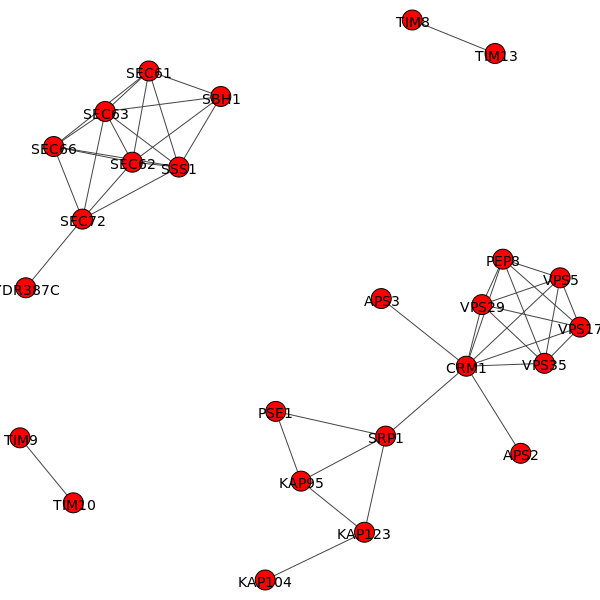 TIM8
TIM13
SEC61
SBH1
SEC63
SEC66
SEC62
SSS1
SEC72
YDR387C
PEP8
VPS5
APS3
VPS29
VPS17
CRM1
VPS35
PSE1
SRP1
TIM9
APS2
KAP95
TIM10
KAP123
KAP104